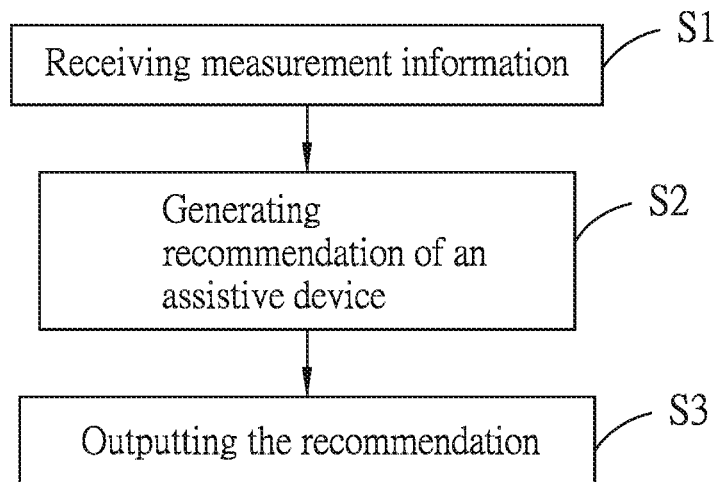 Receiving measurement information
S1
Generating
recommendation of an
assistive device
S2
Outputting the recommendation
S3